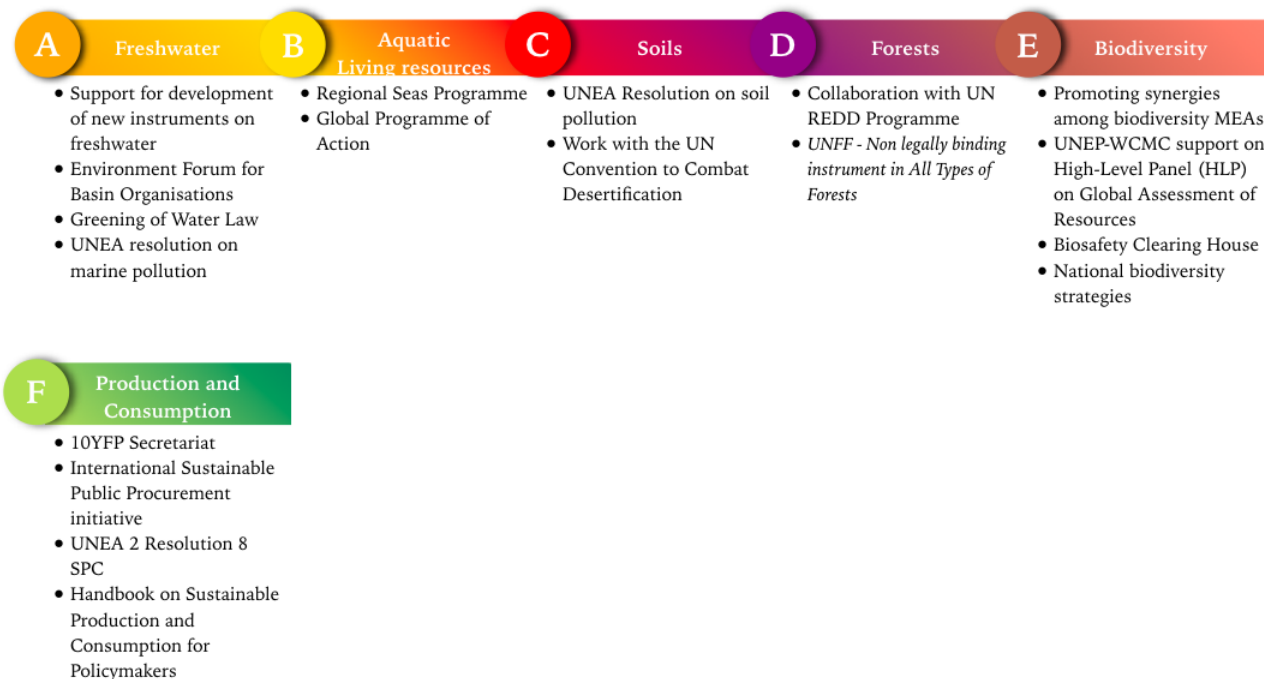 A
Freshwater
• Support for development
of new instruments on
freshwater
• Environment Forum for
Basin Organisations
• Greening of Water Law
• UNEA resolution on
marine pollution
B
Aquatic
Living resources
• Regional Seas Programme
• Global Programme of
Action
C
Soils
• UNEA Resolution on soil
pollution
• Work with the UN
Convention to Combat
Desertification
D
Forests
• Collaboration with UN
REDD Programme
• UNFF - Non legally binding
instrument in All Types of
Forests
E
Biodiversity
• Promoting synergies
among biodiversity MEAs
• UNEP-WCMC support on
High-Level Panel (HLP)
on Global Assessment of
Resources
• Biosafety Clearing House
• National biodiversity
strategies
F
Production and
Consumption
• 10YFP Secretariat
• International Sustainable
Public Procurement
initiative
• UNEA 2 Resolution 8
SPC
• Handbook on Sustainable
Production and
Consumption for
Policymakers